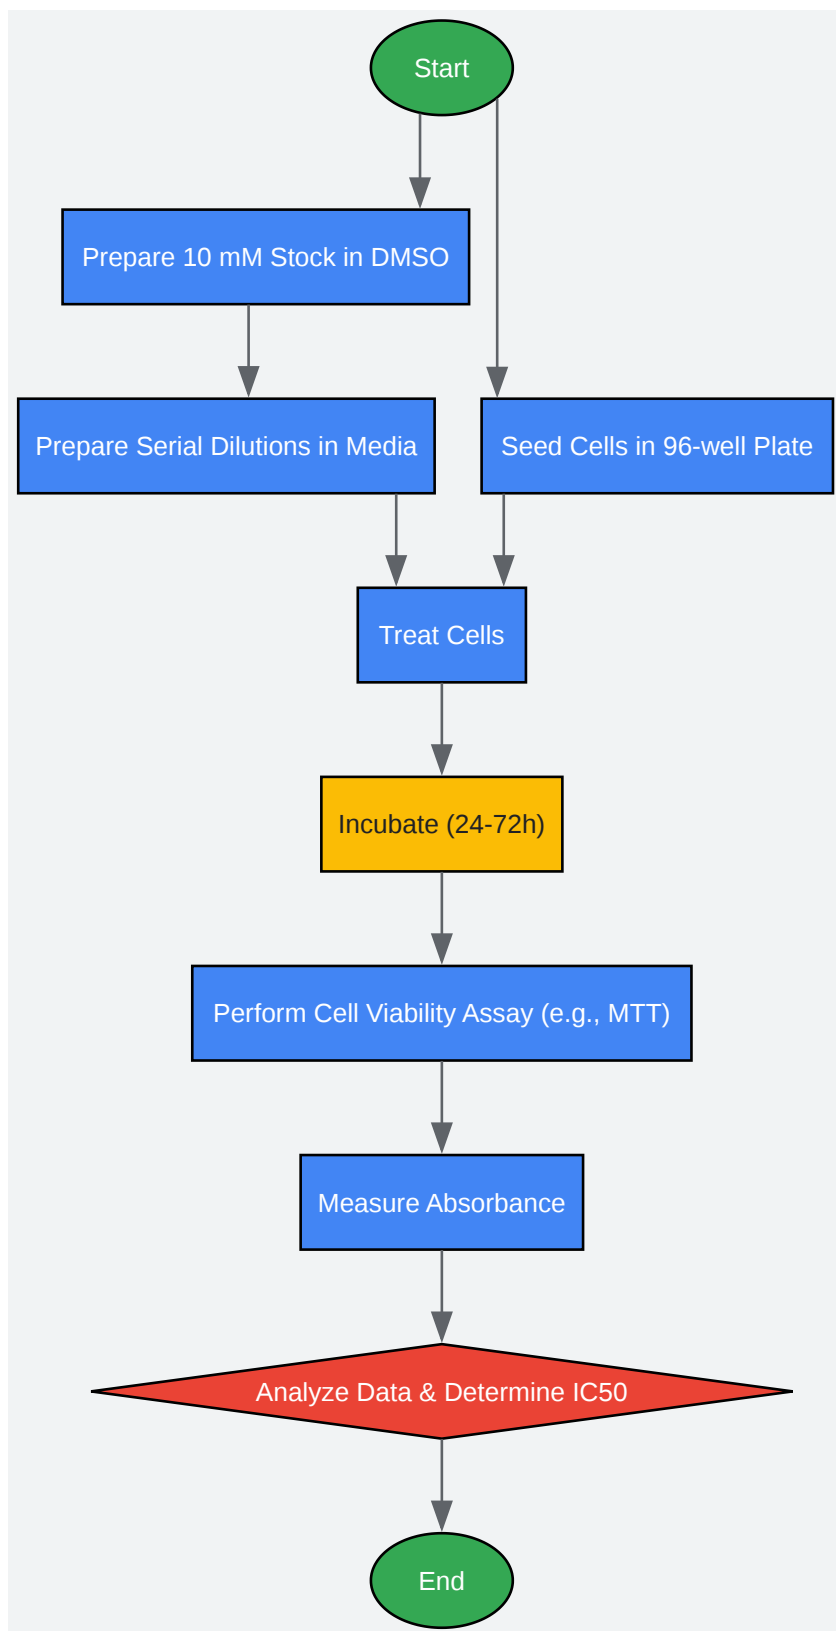 Start
Prepare 10 mM Stock in DMSO
Prepare Serial Dilutions in Media
Seed Cells in 96-well Plate
Treat Cells
Incubate (24-72h)
Perform Cell Viability Assay (e.g., MTT)
Measure Absorbance
Analyze Data & Determine IC50
End